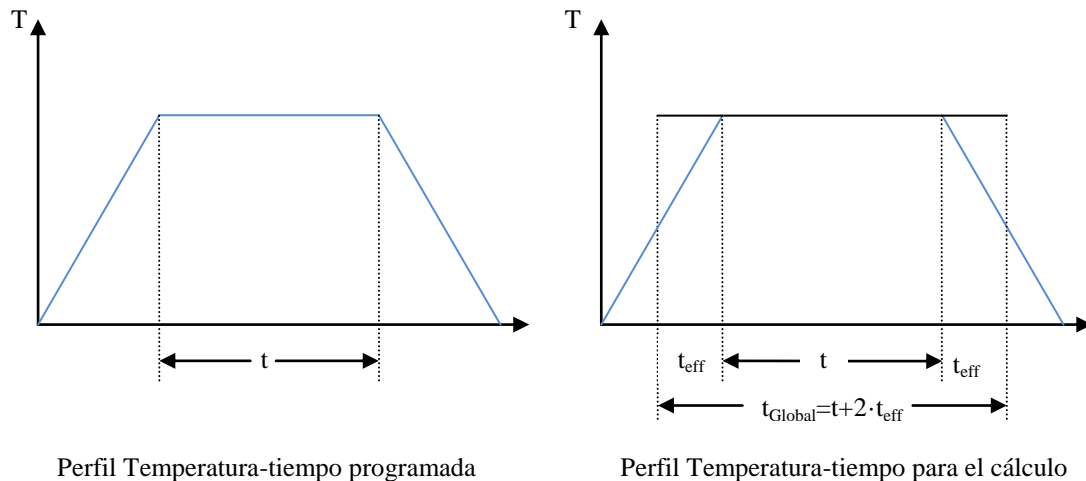 T
t
Perfil Temperatura-tiempo programada
T
t_eff
t
t_eff
t_Global=t+2·t_eff
Perfil Temperatura-tiempo para el cálculo